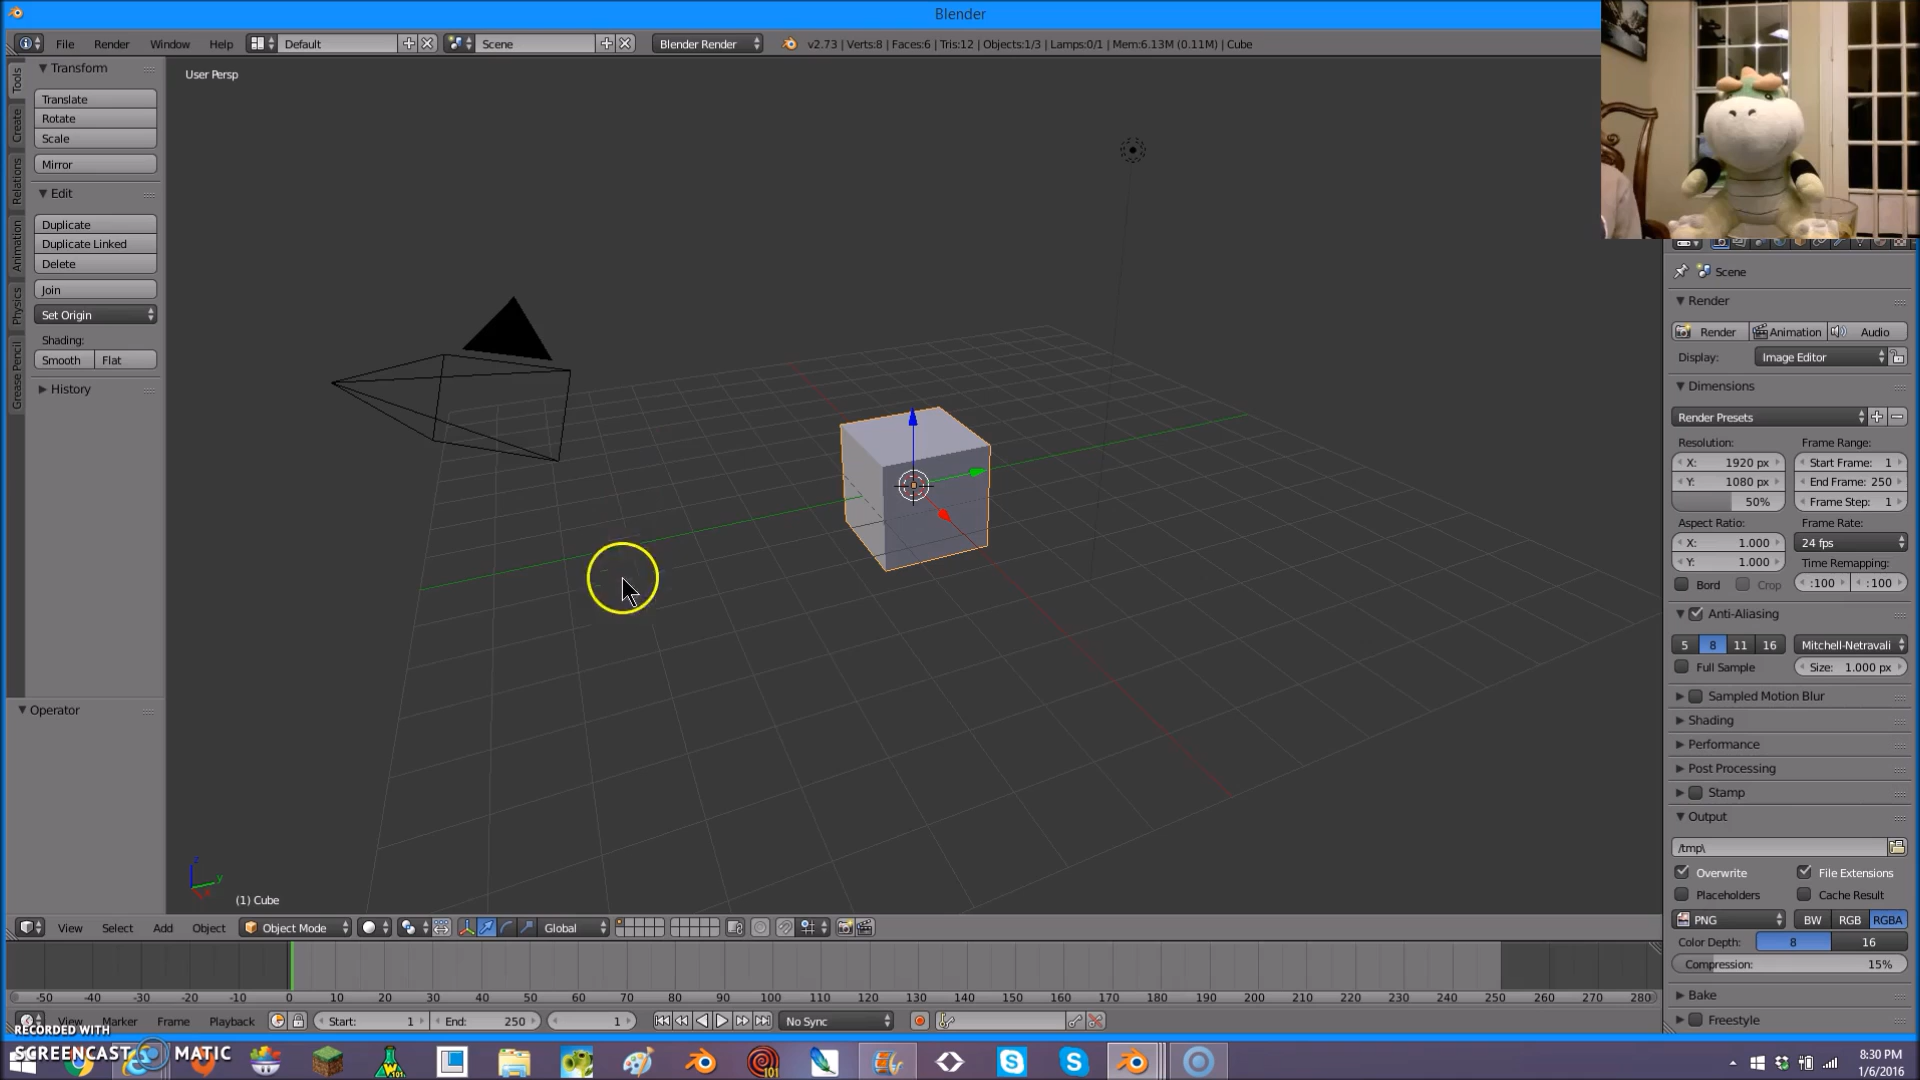 Blender
File Render Window Help Default Scene Blender Render v2.73 | Verts:8 | Faces:6 | Tris:12 | Objects:1/3 | Lamps:0/1 | Mem:6.13M (0.11M) | Cube
Tools
Create
Relations
Animation
Physics
Grease Pencil
Transform
Translate
Rotate
Scale
Mirror
Edit
Duplicate
Duplicate Linked
Delete
Join
Set Origin
Shading:
Smooth Flat
History
Operator
User Persp
z
y
(1) Cube
Scene
Render
Render Animation Audio
Display: Image Editor
Dimensions
Render Presets
Resolution: Frame Range:
X: 1920 px Start Frame: 1
Y: 1080 px End Frame: 250
50% Frame Step: 1
Aspect Ratio: Frame Rate:
X: 1.000 24 fps
Y: 1.000 Time Remapping:
Bord Crop :100 :100
Anti-Aliasing
5 8 11 16 Mitchell-Netravali
Full Sample Size: 1.000 px
Sampled Motion Blur
Shading
Performance
Post Processing
Stamp
Output
/tmp\
Overwrite File Extensions
Placeholders Cache Result
PNG BW RGB RGBA
Color Depth: 8 16
Compression: 15%
Bake
Freestyle
View Select Add Object Object Mode Global
-50 -40 -30 -20 -10 0 10 20 30 40 50 60 70 80 90 100 110 120 130 140 150 160 170 180 190 200 210 220 230 240 250 260 270 280
View Marker Frame Playback Start: 1 End: 250 1 No Sync
RECORDED WITH
SCREENCAST MATIC
W
101
101
8:30 PM
1/6/2016